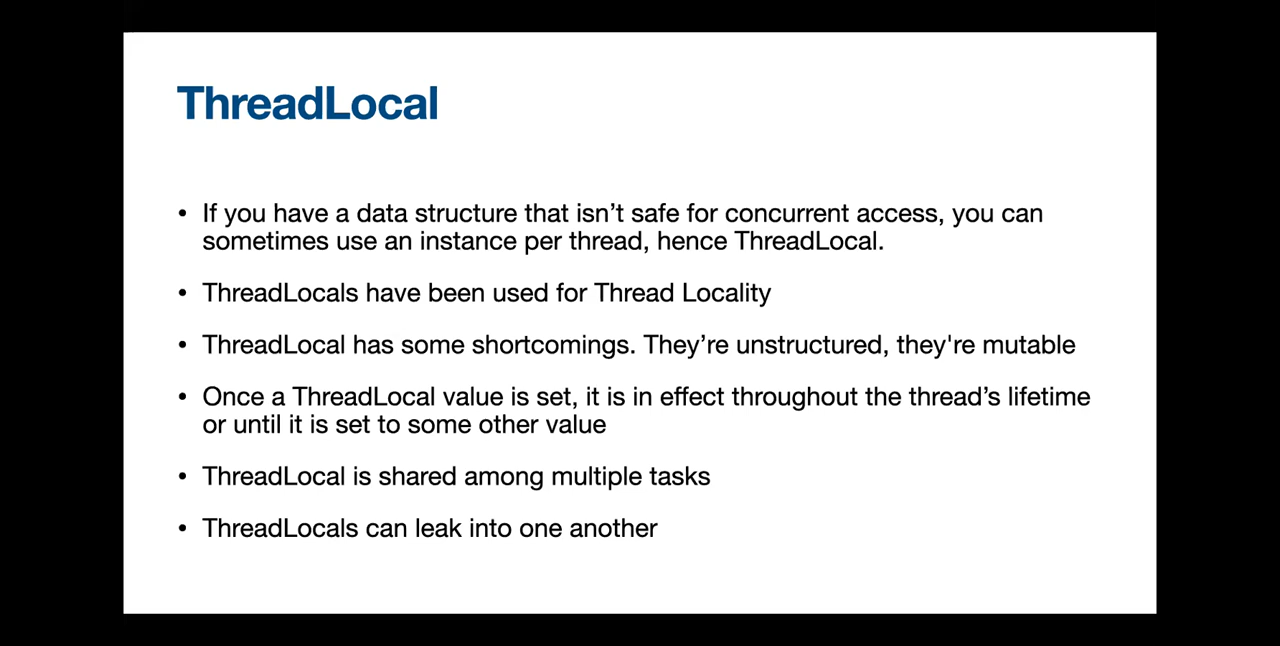 ThreadLocal
• If you have a data structure that isn’t safe for concurrent access, you can
sometimes use an instance per thread, hence ThreadLocal.
• ThreadLocals have been used for Thread Locality
• ThreadLocal has some shortcomings. They’re unstructured, they're mutable
• Once a ThreadLocal value is set, it is in effect throughout the thread’s lifetime
or until it is set to some other value
• ThreadLocal is shared among multiple tasks
• ThreadLocals can leak into one another